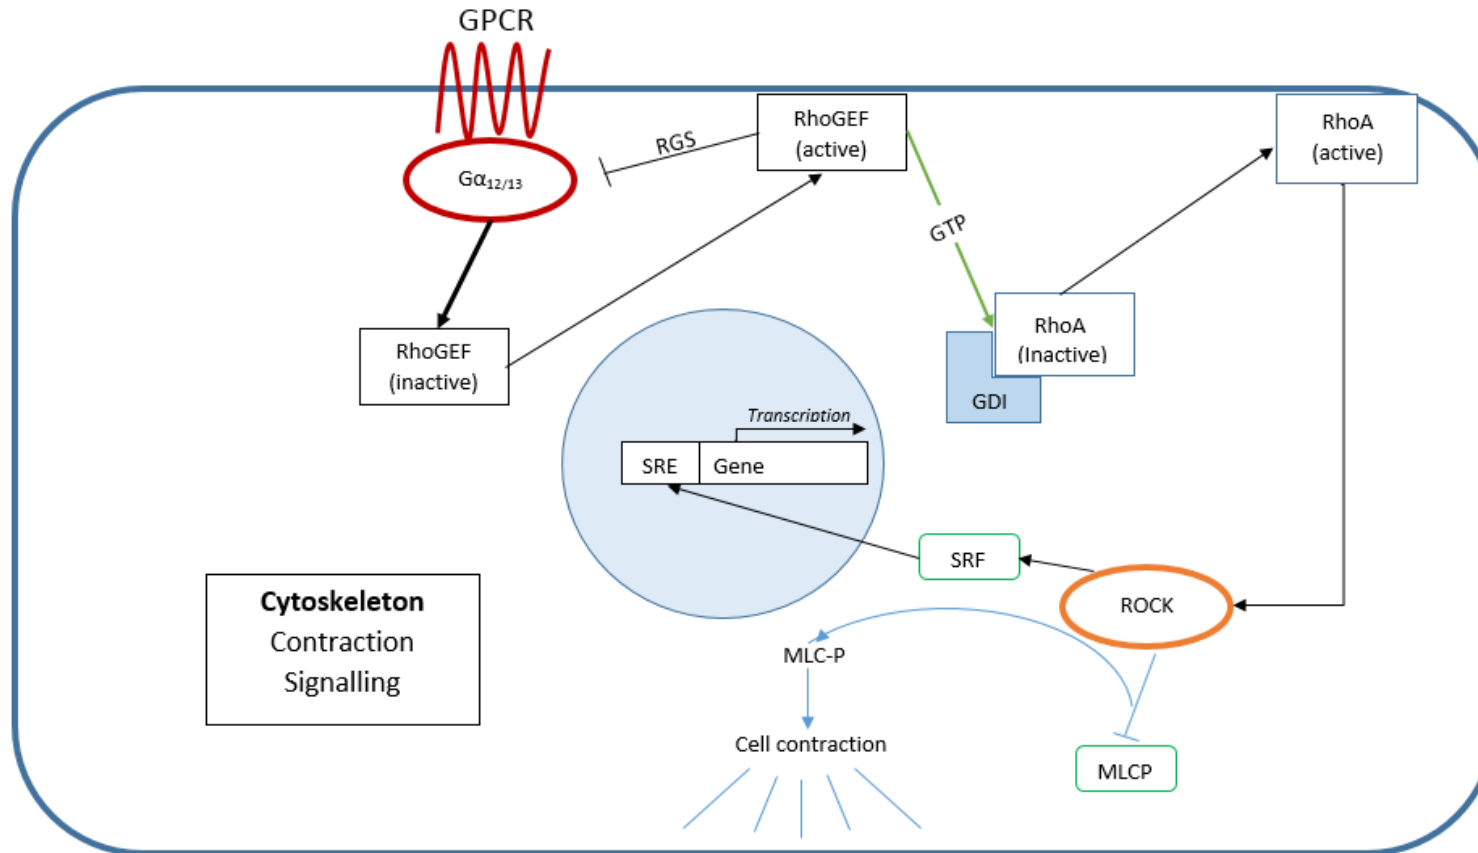 GPCR
Gα12/13
RGS
RhoGEF
(active)
RhoA
(active)
GTP
RhoGEF
(inactive)
RhoA
(Inactive)
GDI
Transcription
SRE
Gene
SRF
ROCK
Cytoskeleton
Contraction
Signalling
MLC-P
Cell contraction
MLCP